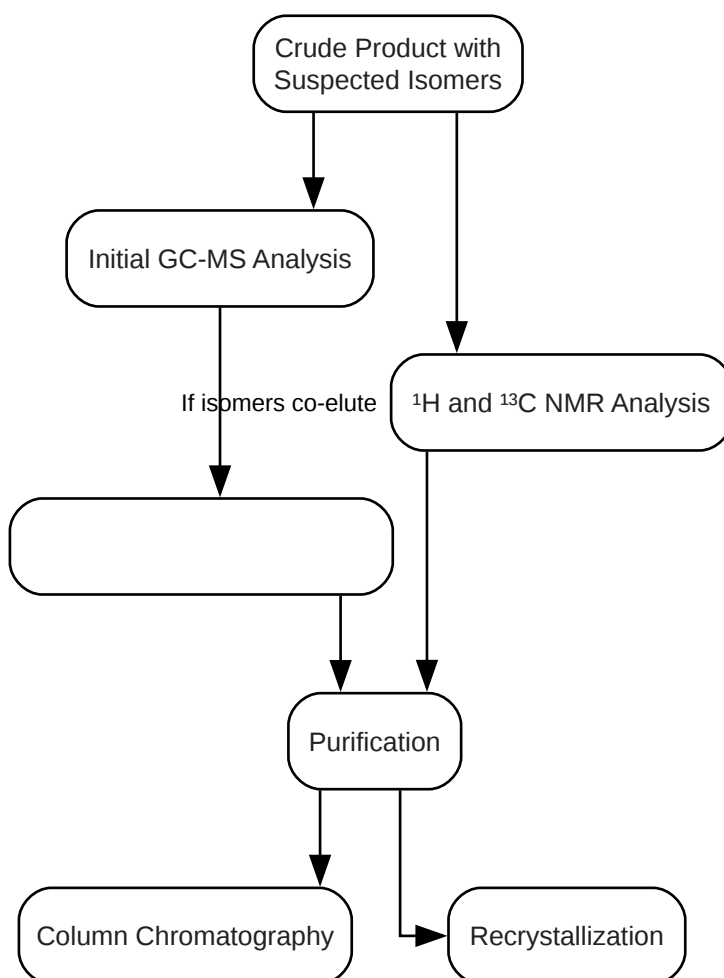 Crude Product with
Suspected Isomers
Initial GC-MS Analysis
If isomers co-elute
¹H and ¹³C NMR Analysis
Purification
Column Chromatography
Recrystallization